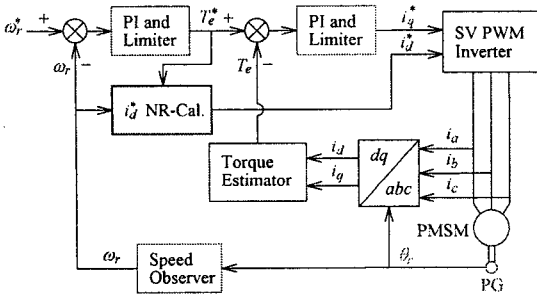 ω*r + − PI and Limiter T*e + − PI and Limiter i*q SV PWM Inverter
i*d
ωr Te
i*d NR-Cal.
Torque Estimator
id
iq
dq
abc
ia
ib
ic
PMSM
ωr Speed Observer θr PG